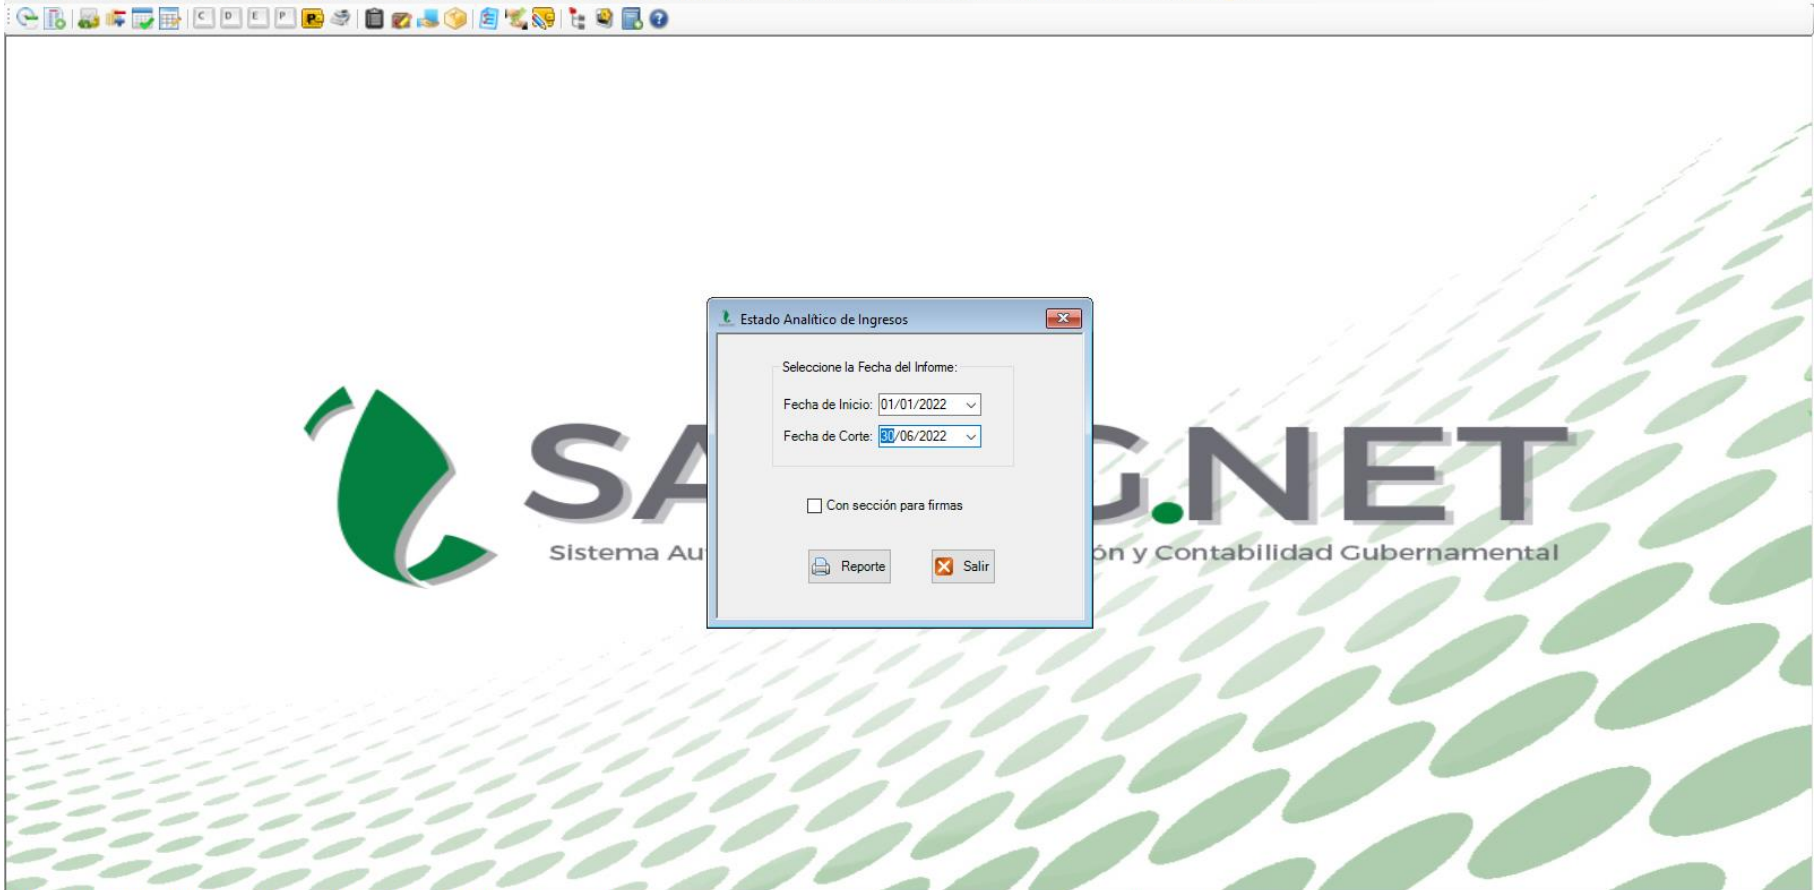 C D E P P
Estado Analítico de Ingresos
Seleccione la Fecha del Informe:
Fecha de Inicio: 01/01/2022
Fecha de Corte: 30/06/2022
SA G.NET
Con sección para firmas
Sistema Au ón y Contabilidad Gubernamental
Reporte Salir